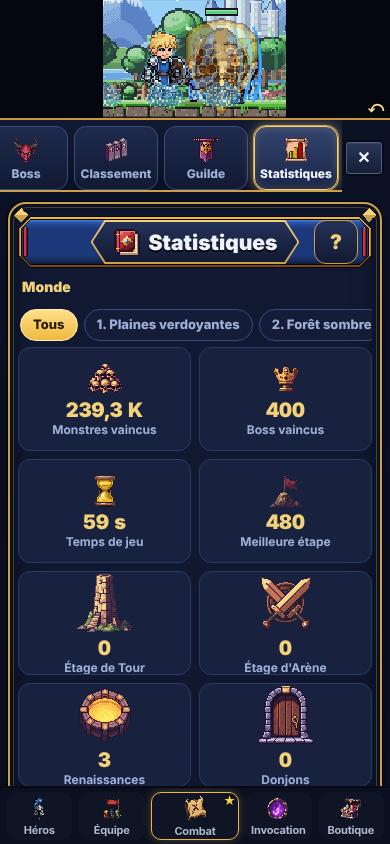 Boss
Classement
Guilde
Statistiques
×
Statistiques
?
Monde
Tous
1. Plaines verdoyantes
2. Forêt sombre
239,3 K
Monstres vaincus
400
Boss vaincus
59 s
Temps de jeu
480
Meilleure étape
0
Étage de Tour
0
Étage d'Arène
3
Renaissances
0
Donjons
Héros
Équipe
Combat
Invocation
Boutique